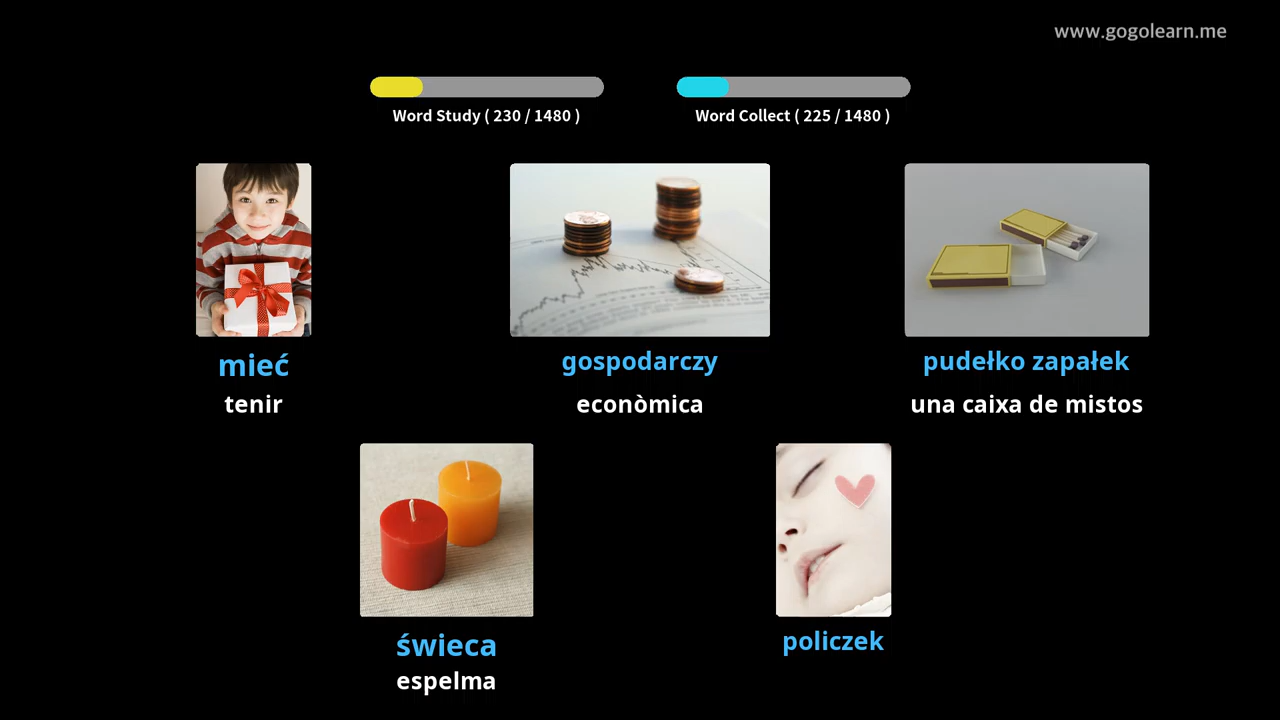 www.gogolearn.me
Word Study ( 230 / 1480 )
Word Collect ( 225 / 1480 )
mieć
gospodarczy
pudełko zapałek
tenir
econòmica
una caixa de mistos
świeca
policzek
espelma